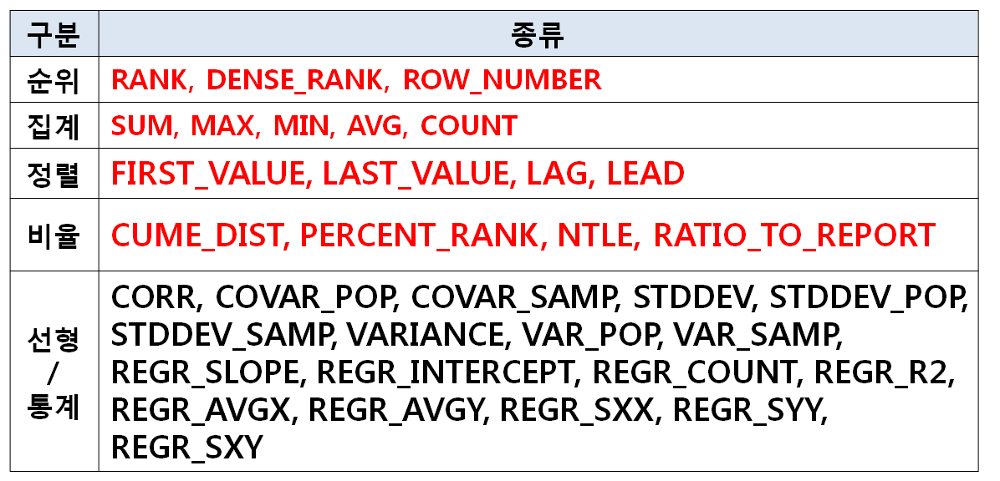 구분 종류
순위 RANK, DENSE_RANK, ROW_NUMBER
집계 SUM, MAX, MIN, AVG, COUNT
정렬 FIRST_VALUE, LAST_VALUE, LAG, LEAD
비율 CUME_DIST, PERCENT_RANK, NTLE, RATIO_TO_REPORT
선형
/
통계
CORR, COVAR_POP, COVAR_SAMP, STDDEV, STDDEV_POP,
STDDEV_SAMP, VARIANCE, VAR_POP, VAR_SAMP,
REGR_SLOPE, REGR_INTERCEPT, REGR_COUNT, REGR_R2,
REGR_AVGX, REGR_AVGY, REGR_SXX, REGR_SYY,
REGR_SXY